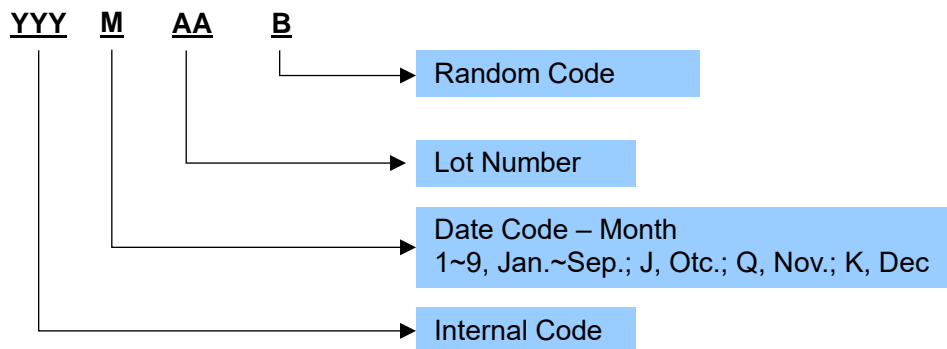 YYY M AA B
Random Code
Lot Number
Date Code – Month
1~9, Jan.~Sep.; J, Otc.; Q, Nov.; K, Dec
Internal Code